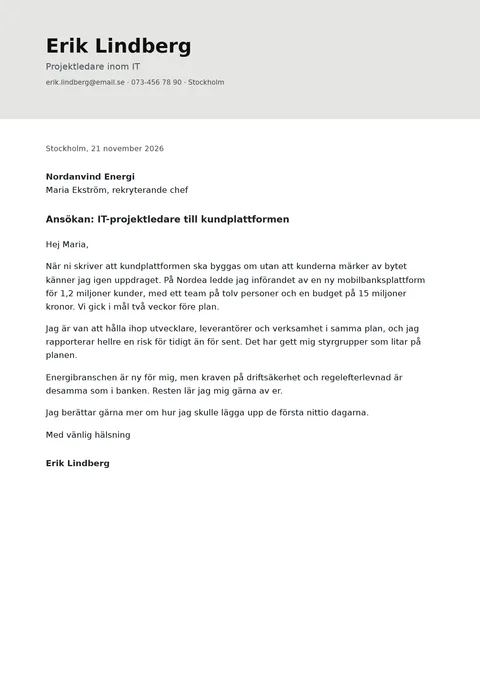 Erik Lindberg
Projektledare inom IT
erik.lindberg@email.se · 073-456 78 90 · Stockholm
Stockholm, 21 november 2026
Nordanvind Energi
Maria Ekström, rekryterande chef
Ansökan: IT-projektledare till kundplattformen
Hej Maria,
När ni skriver att kundplattformen ska byggas om utan att kunderna märker av bytet
känner jag igen uppdraget. På Nordea ledde jag införandet av en ny mobilbanksplattform
för 1,2 miljoner kunder, med ett team på tolv personer och en budget på 15 miljoner
kronor. Vi gick i mål två veckor före plan.
Jag är van att hålla ihop utvecklare, leverantörer och verksamhet i samma plan, och jag
rapporterar hellre en risk för tidigt än för sent. Det har gett mig styrgrupper som litar på
planen.
Energibranschen är ny för mig, men kraven på driftsäkerhet och regelefterlevnad är
desamma som i banken. Resten lär jag mig gärna av er.
Jag berättar gärna mer om hur jag skulle lägga upp de första nittio dagarna.
Med vänlig hälsning
Erik Lindberg